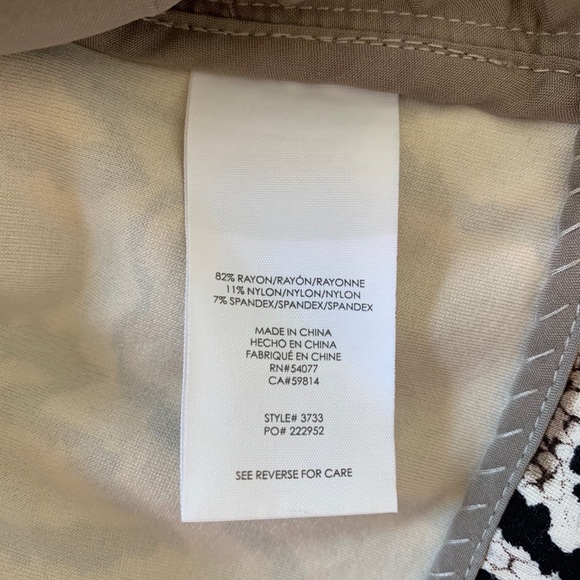 82% RAYON/RAYÓN/RAYONNE
11% NYLON/NYLON/NYLON
7% SPANDEX/SPANDEX/SPANDEX
MADE IN CHINA
HECHO EN CHINA
FABRIQUÉ EN CHINE
RN#54077
CA#59814
STYLE# 3733
PO# 222952
SEE REVERSE FOR CARE